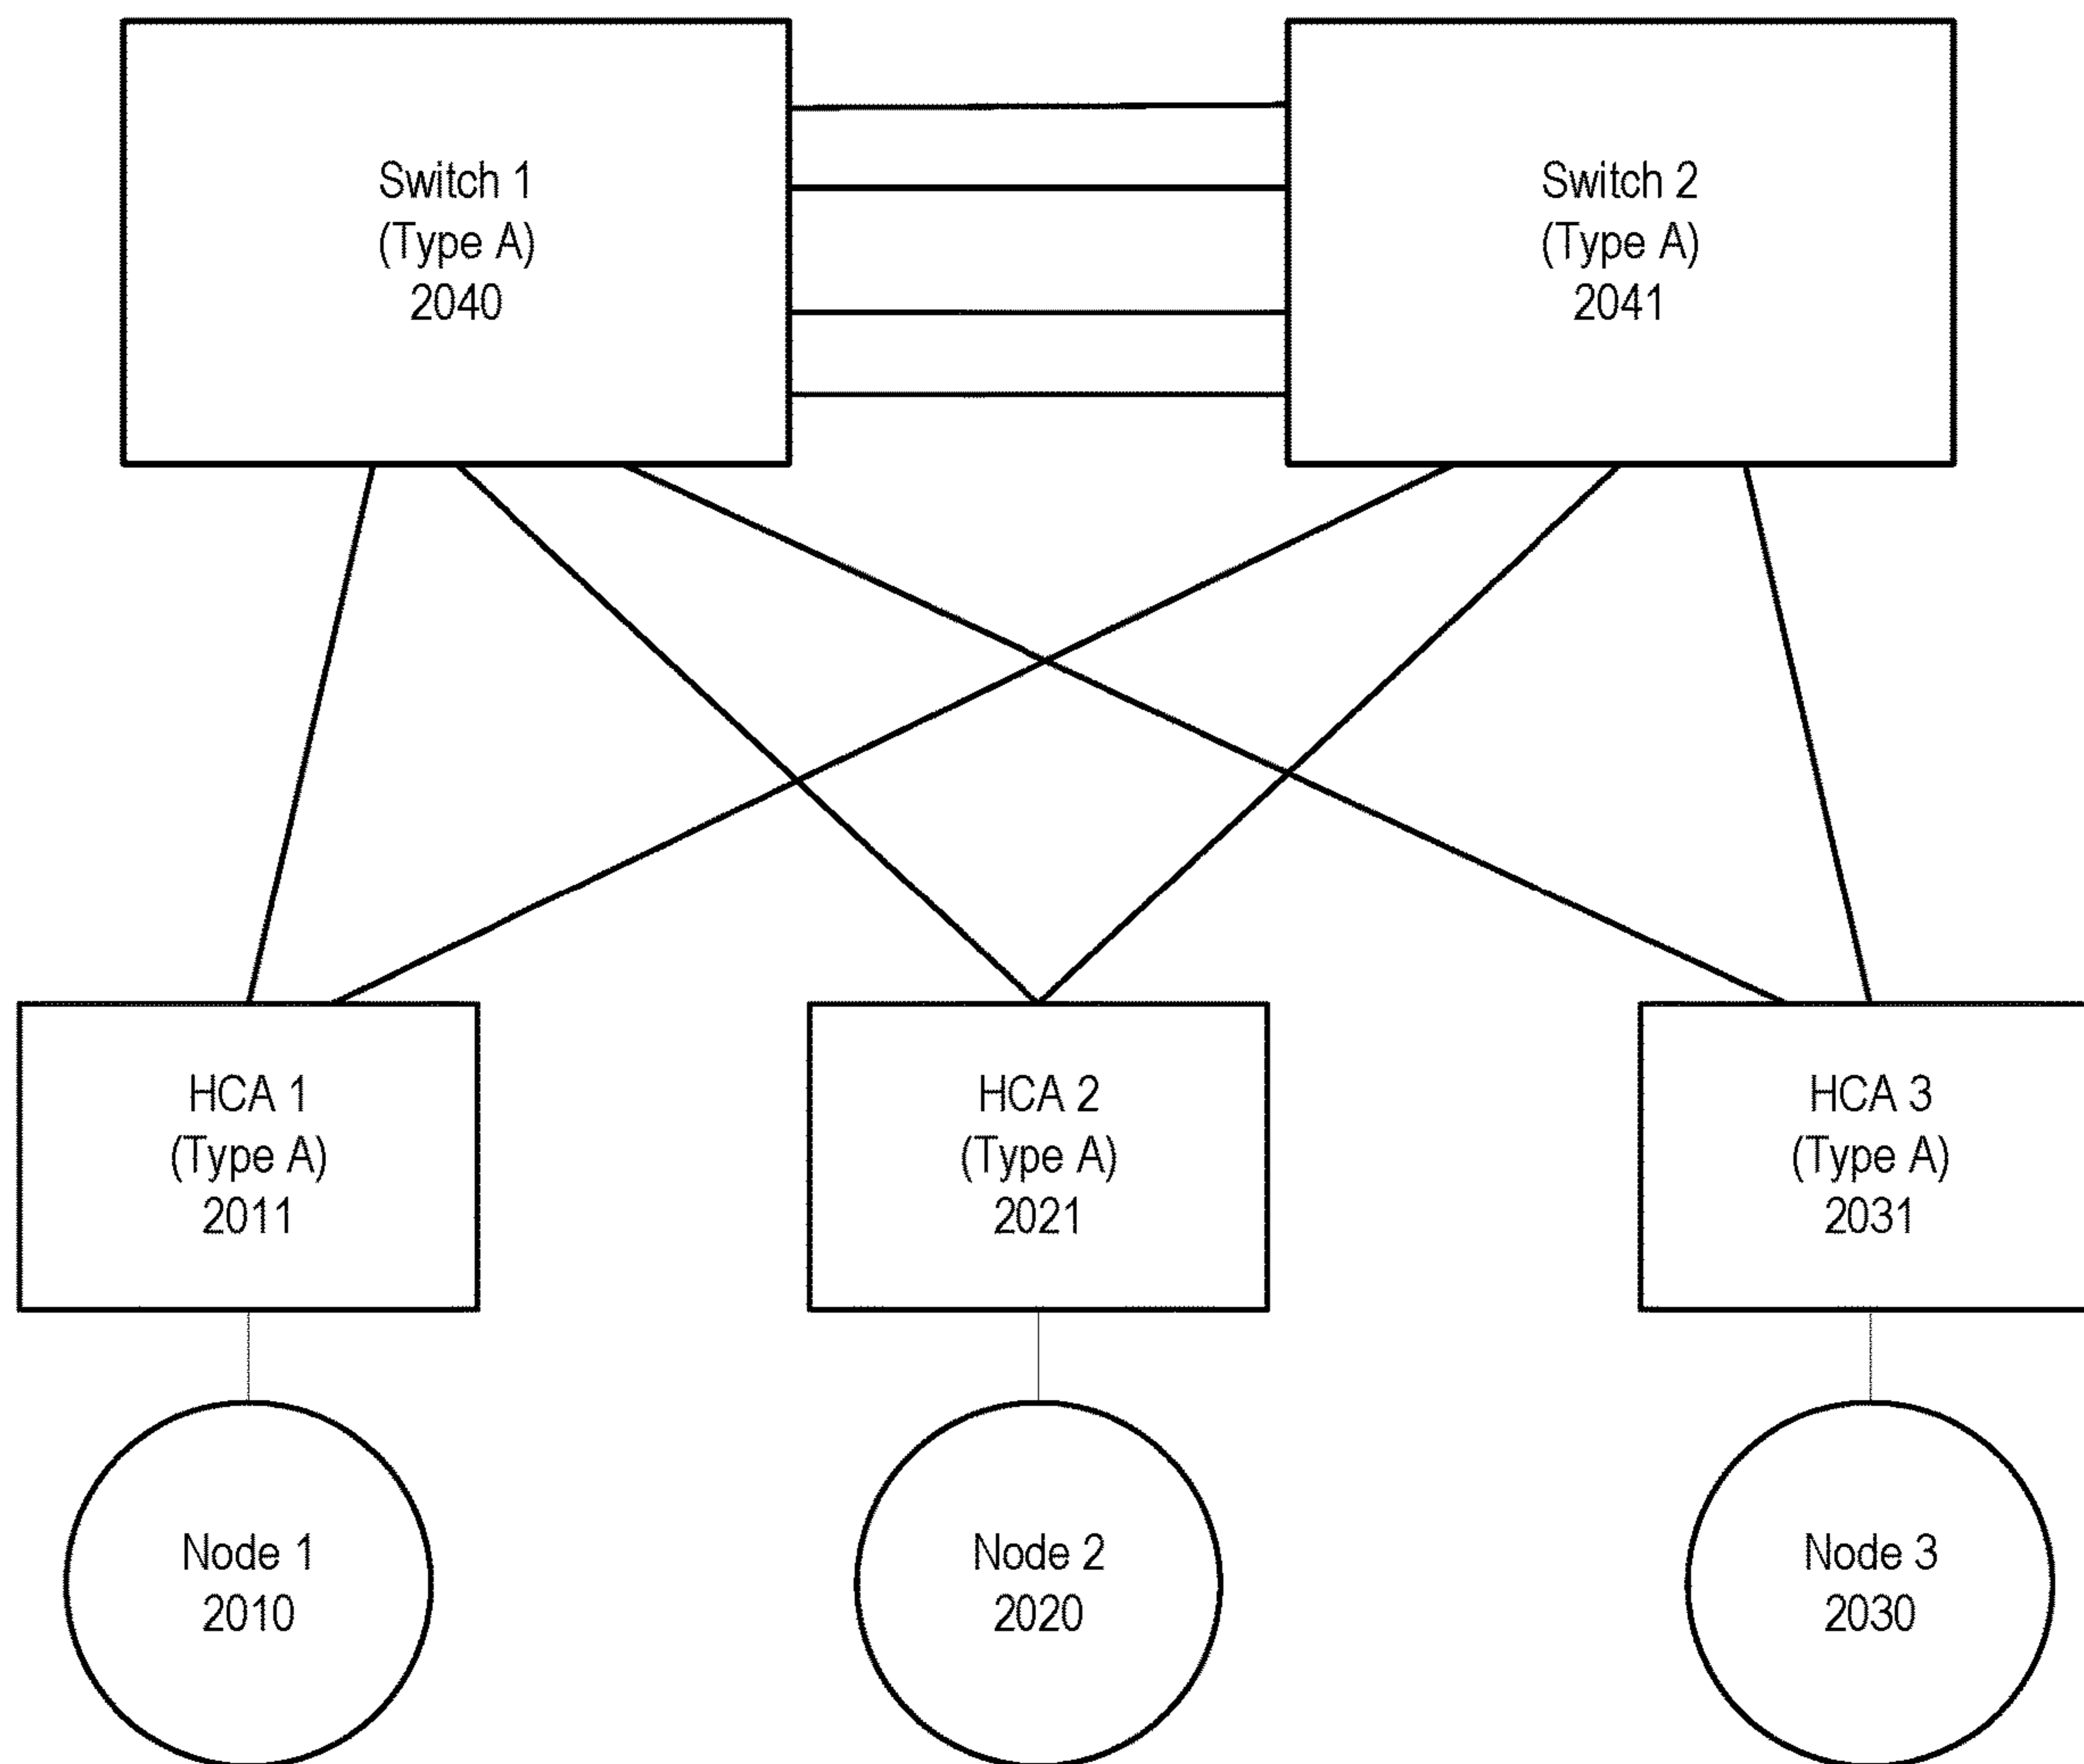 Switch 1
(Type A)
2040
Switch 2
(Type A)
2041
HCA 1
(Type A)
2011
HCA 2
(Type A)
2021
HCA 3
(Type A)
2031
Node 1
2010
Node 2
2020
Node 3
2030